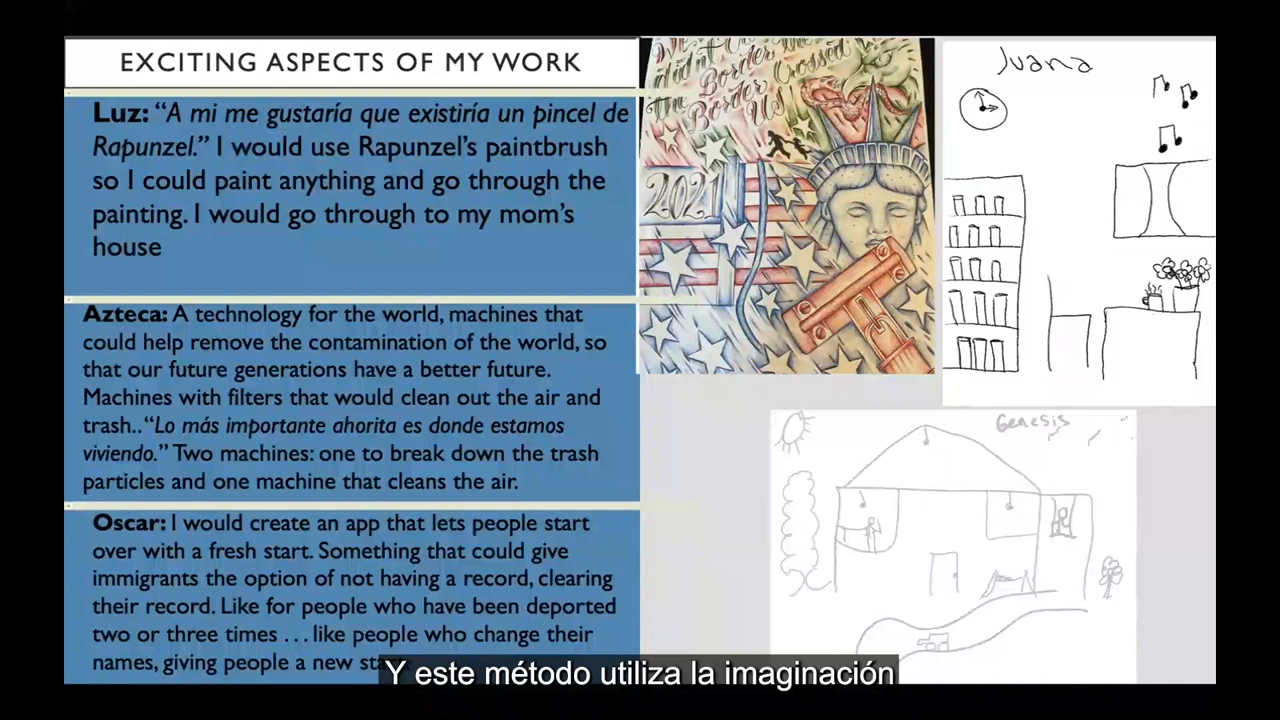 EXCITING ASPECTS OF MY WORK
Luz: “A mi me gustaría que existiría un pincel de
Rapunzel.” I would use Rapunzel’s paintbrush
so I could paint anything and go through the
painting. I would go through to my mom’s
house
Azteca: A technology for the world, machines that
could help remove the contamination of the world, so
that our future generations have a better future.
Machines with filters that would clean out the air and
trash..“Lo más importante ahorita es donde estamos
viviendo.” Two machines: one to break down the trash
particles and one machine that cleans the air.
Oscar: I would create an app that lets people start
over with a fresh start. Something that could give
immigrants the option of not having a record, clearing
their record. Like for people who have been deported
two or three times … like people who change their
names, giving people a new
didn't
Border Crossed
the Border
Us
2021
Juana
Genesis
Y este método utiliza la imaginación